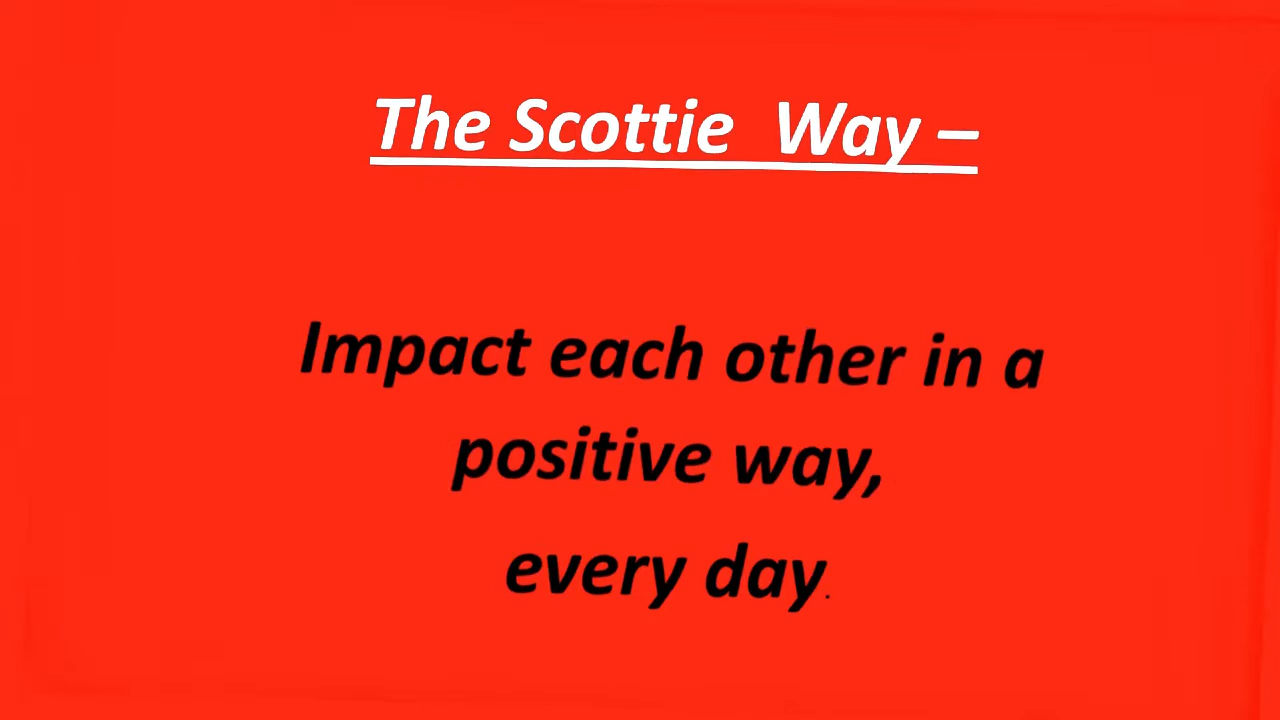 The Scottie Way –
Impact each other in a
positive way,
every day.